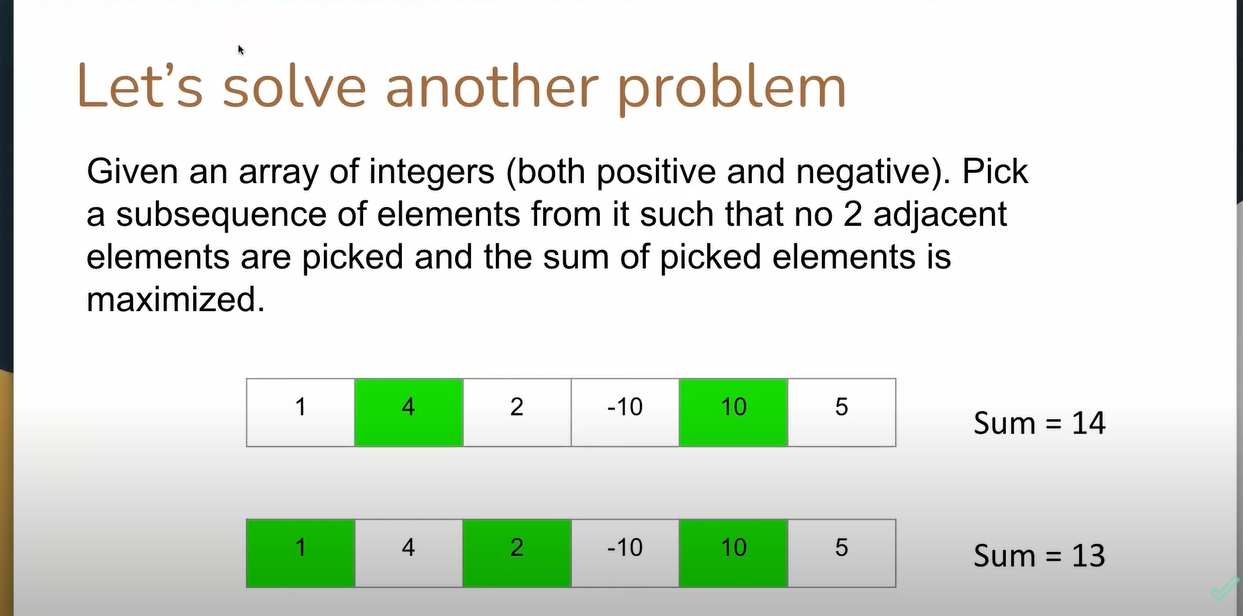 Let's solve another problem
Given an array of integers (both positive and negative). Pick
a subsequence of elements from it such that no 2 adjacent
elements are picked and the sum of picked elements is
maximized.
1 4 2 -10 10 5 Sum = 14
1 4 2 -10 10 5 Sum = 13